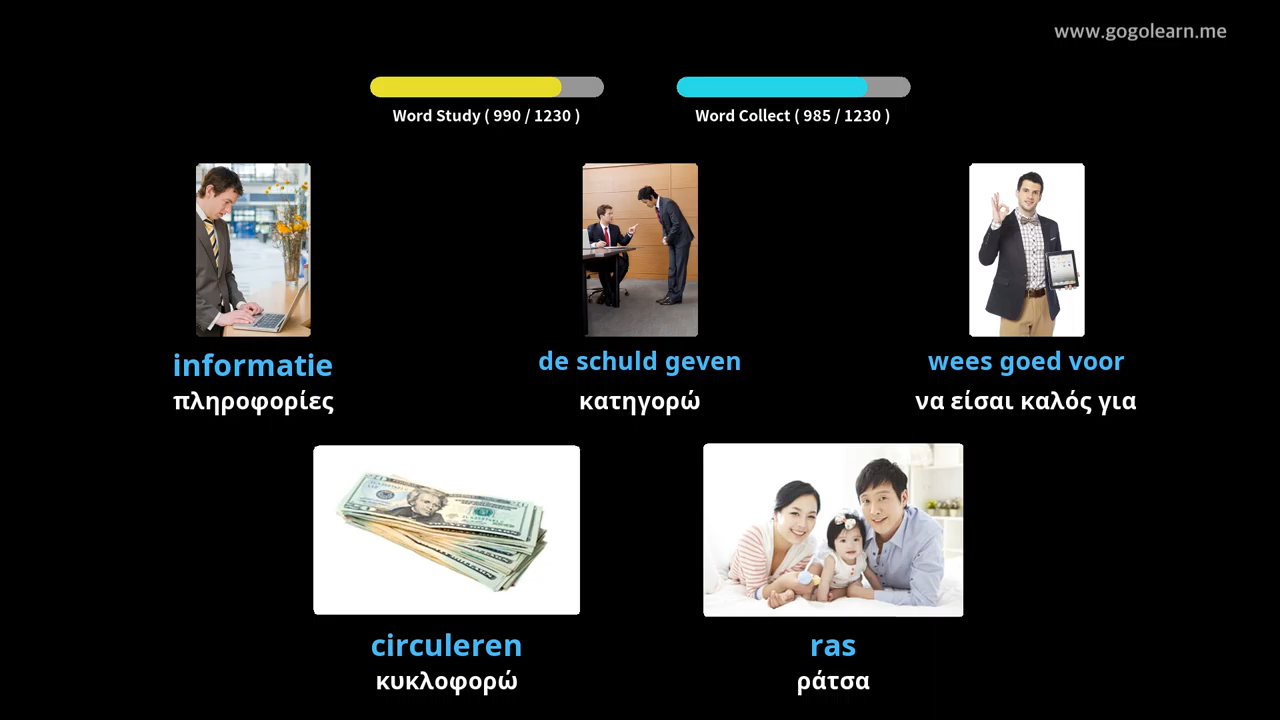 www.gogolearn.me
Word Study ( 990 / 1230 )
Word Collect ( 985 / 1230 )
informatie
πληροφορίες
de schuld geven
κατηγορώ
wees goed voor
να είσαι καλός για
circuleren
κυκλοφορώ
ras
ράτσα